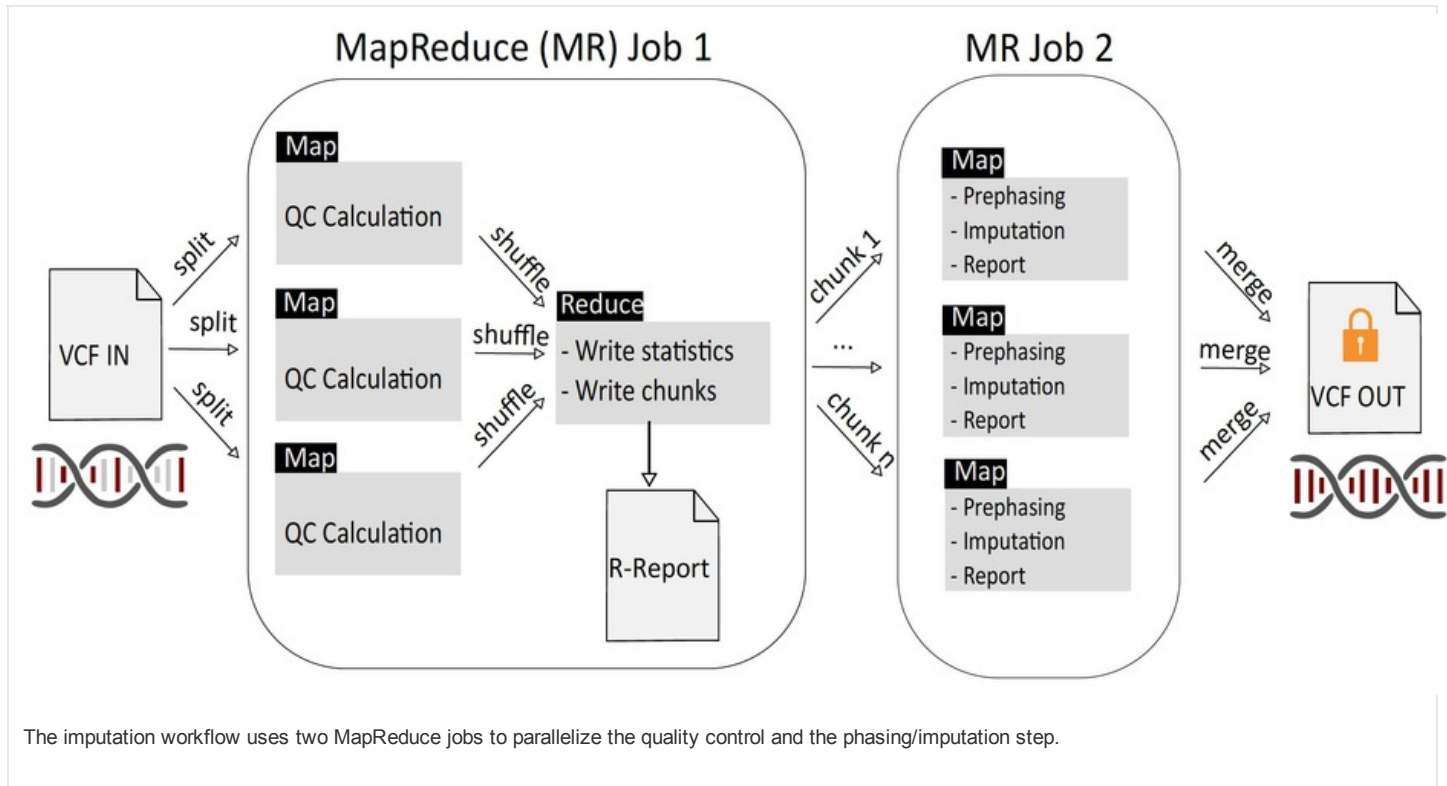 MapReduce (MR) Job 1
MR Job 2
VCF IN
split
split
split
Map
QC Calculation
Map
QC Calculation
Map
QC Calculation
shuffle
shuffle
shuffle
Reduce
- Write statistics
- Write chunks
R-Report
chunk 1
...
chunk n
Map
- Prephasing
- Imputation
- Report
Map
- Prephasing
- Imputation
- Report
Map
- Prephasing
- Imputation
- Report
merge
merge
merge
VCF OUT
The imputation workflow uses two MapReduce jobs to parallelize the quality control and the phasing/imputation step.